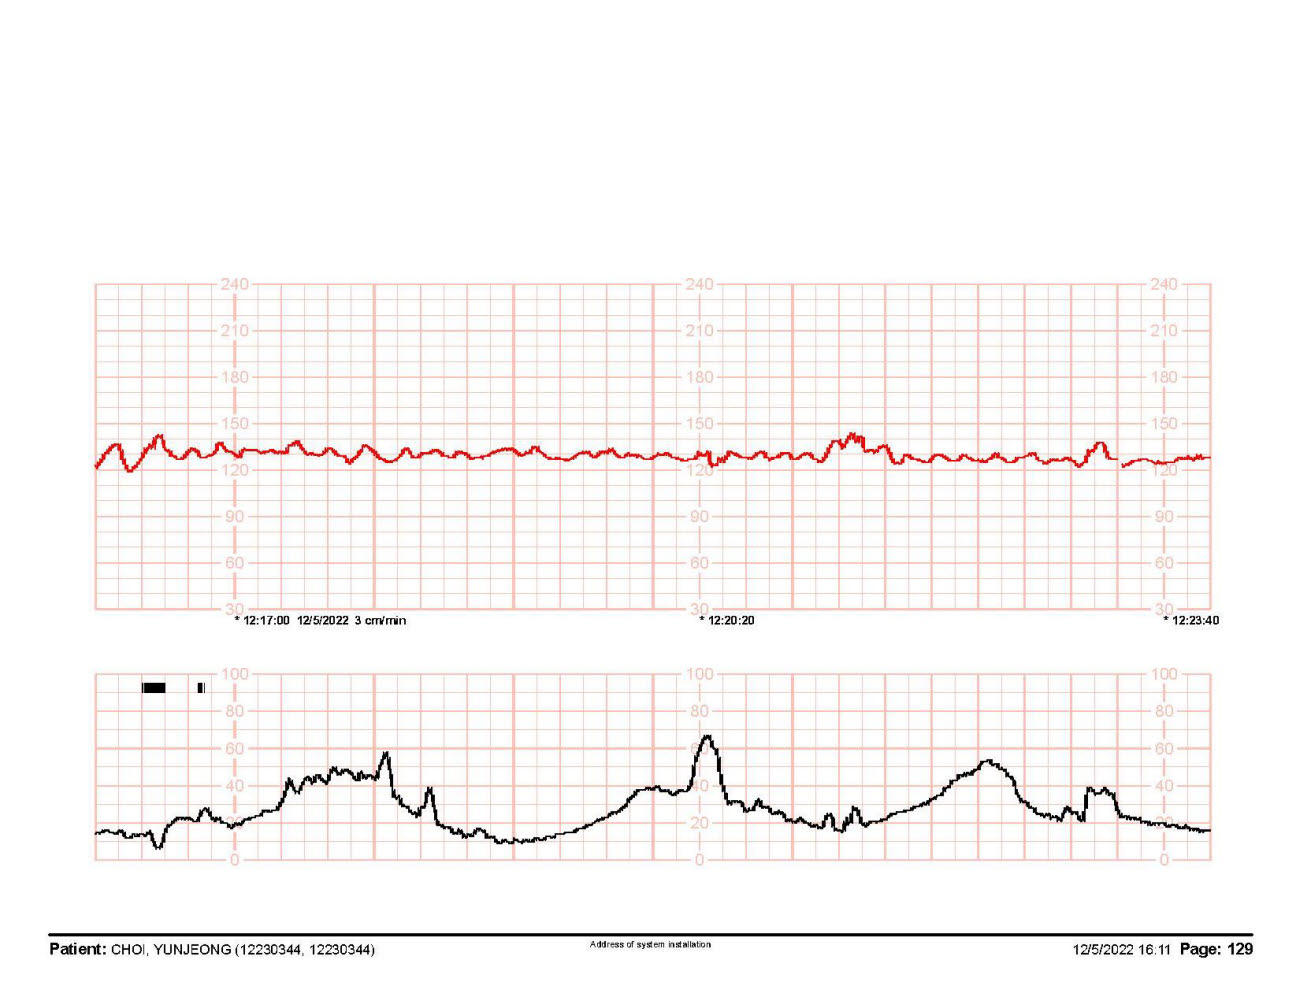 240 240 240
210 210 210
180 180 180
150 150 150
120 120 120
90 90 90
60 60 60
30 30 30
* 12:17:00 12/5/2022 3 cm/min * 12:20:20 * 12:23:40
100 100 100
80 80 80
60 60 60
40 40 40
20 20 20
0 0 0
Patient: CHOI, YUNJEONG (12230344, 12230344) Address of system installation 12/5/2022 16:11 Page: 129